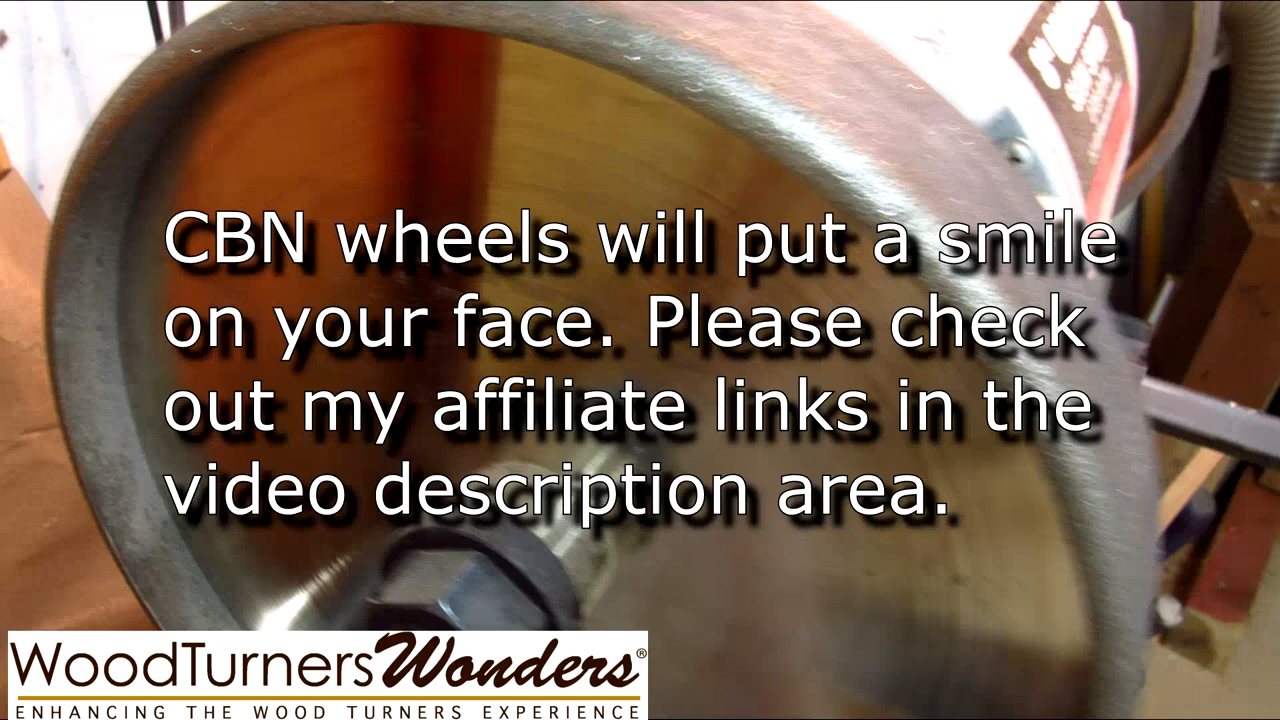 CBN wheels will put a smile
on your face. Please check
out my affiliate links in the
video description area.
WoodTurnersWonders®
ENHANCING THE WOOD TURNERS EXPERIENCE